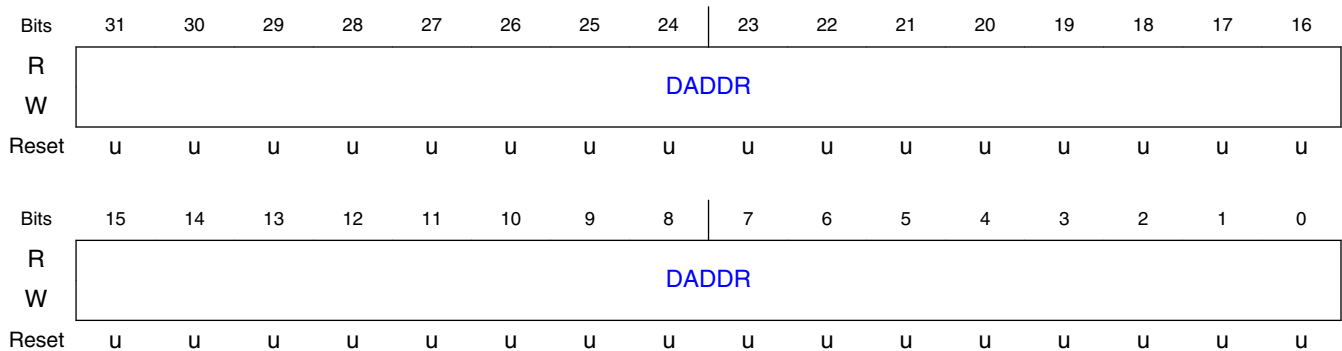 Bits 31 30 29 28 27 26 25 24 23 22 21 20 19 18 17 16
R
DADDR
W
Reset u u u u u u u u u u u u u u u u
Bits 15 14 13 12 11 10 9 8 7 6 5 4 3 2 1 0
R
DADDR
W
Reset u u u u u u u u u u u u u u u u